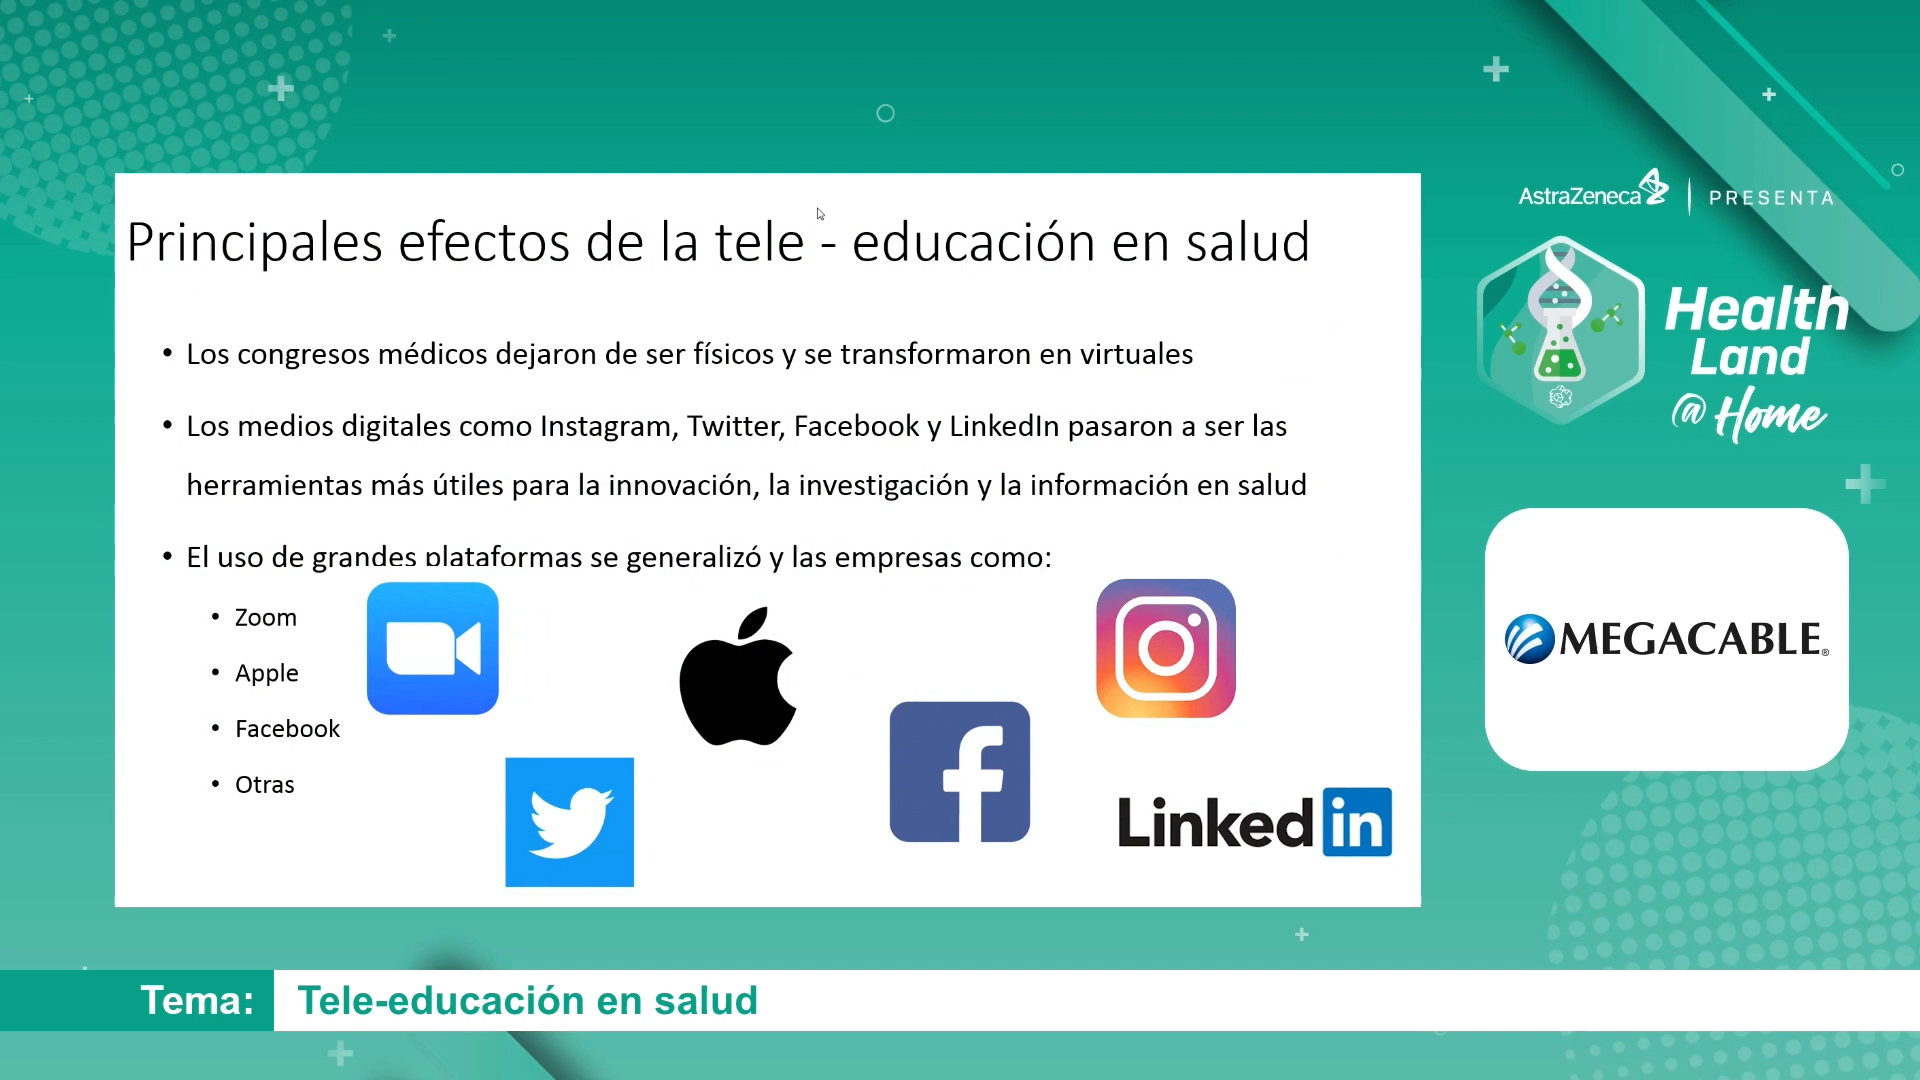 AstraZeneca | PRESENTA
Health
Land
@ Home
Principales efectos de la tele - educación en salud
• Los congresos médicos dejaron de ser físicos y se transformaron en virtuales
• Los medios digitales como Instagram, Twitter, Facebook y LinkedIn pasaron a ser las
herramientas más útiles para la innovación, la investigación y la información en salud
• El uso de grandes plataformas se generalizó y las empresas como:
• Zoom
• Apple
• Facebook
• Otras
Linked in
MEGACABLE®
Tema: Tele-educación en salud